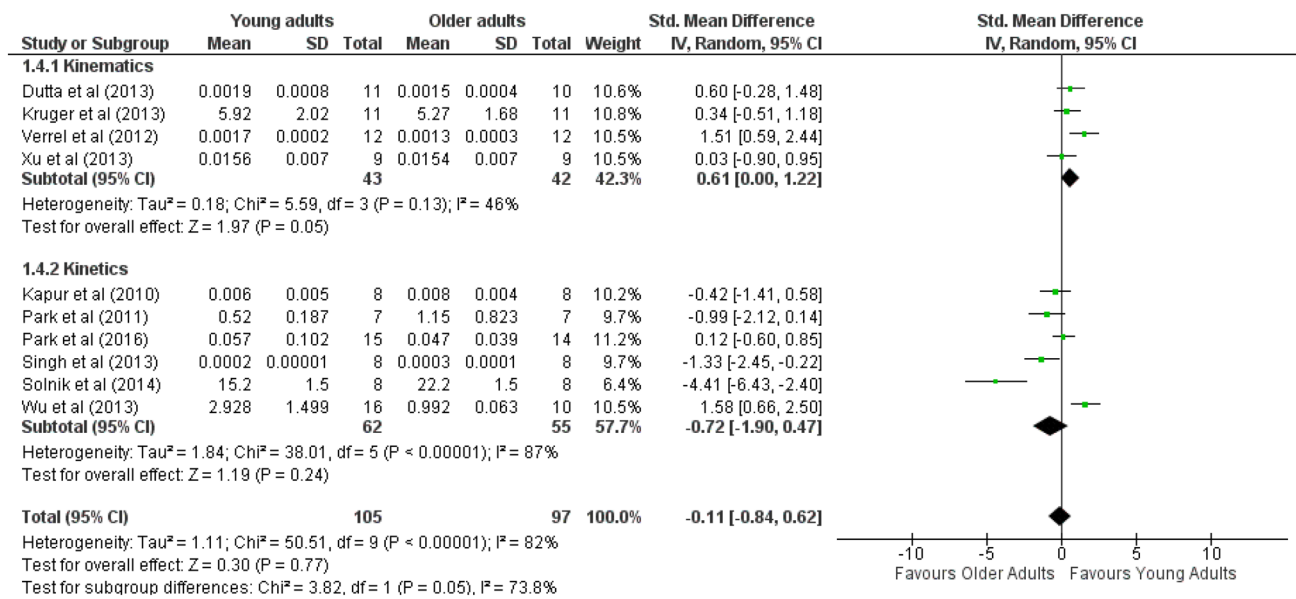 Young adults Older adults Std. Mean Difference Std. Mean Difference
Study or Subgroup Mean SD Total Mean SD Total Weight IV, Random, 95% CI IV, Random, 95% CI
1.4.1 Kinematics
Dutta et al (2013) 0.0019 0.0008 11 0.0015 0.0004 10 10.6% 0.60 [-0.28, 1.48]
Kruger et al (2013) 5.92 2.02 11 5.27 1.68 11 10.8% 0.34 [-0.51, 1.18]
Verrel et al (2012) 0.0017 0.0002 12 0.0013 0.0003 12 10.5% 1.51 [0.59, 2.44]
Xu et al (2013) 0.0156 0.007 9 0.0154 0.007 9 10.5% 0.03 [-0.90, 0.95]
Subtotal (95% CI) 43 42 42.3% 0.61 [0.00, 1.22]
Heterogeneity: Tau² = 0.18; Chi² = 5.59, df = 3 (P = 0.13); I² = 46%
Test for overall effect: Z = 1.97 (P = 0.05)
1.4.2 Kinetics
Kapur et al (2010) 0.006 0.005 8 0.008 0.004 8 10.2% -0.42 [-1.41, 0.58]
Park et al (2011) 0.52 0.187 7 1.15 0.823 7 9.7% -0.99 [-2.12, 0.14]
Park et al (2016) 0.057 0.102 15 0.047 0.039 14 11.2% 0.12 [-0.60, 0.85]
Singh et al (2013) 0.0002 0.00001 8 0.0003 0.0001 8 9.7% -1.33 [-2.45, -0.22]
Solnik et al (2014) 15.2 1.5 8 22.2 1.5 8 6.4% -4.41 [-6.43, -2.40]
Wu et al (2013) 2.928 1.499 16 0.992 0.063 10 10.5% 1.58 [0.66, 2.50]
Subtotal (95% CI) 62 55 57.7% -0.72 [-1.90, 0.47]
Heterogeneity: Tau² = 1.84; Chi² = 38.01, df = 5 (P < 0.00001); I² = 87%
Test for overall effect: Z = 1.19 (P = 0.24)
Total (95% CI) 105 97 100.0% -0.11 [-0.84, 0.62]
Heterogeneity: Tau² = 1.11; Chi² = 50.51, df = 9 (P < 0.00001); I² = 82%
Test for overall effect: Z = 0.30 (P = 0.77)
Test for subgroup differences: Chi² = 3.82, df = 1 (P = 0.05), I² = 73.8%
-10 -5 0 5 10
Favours Older Adults Favours Young Adults